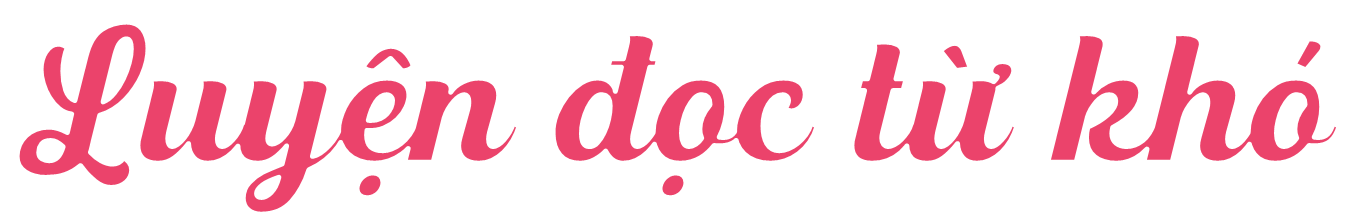 Luyện đọc từ khó